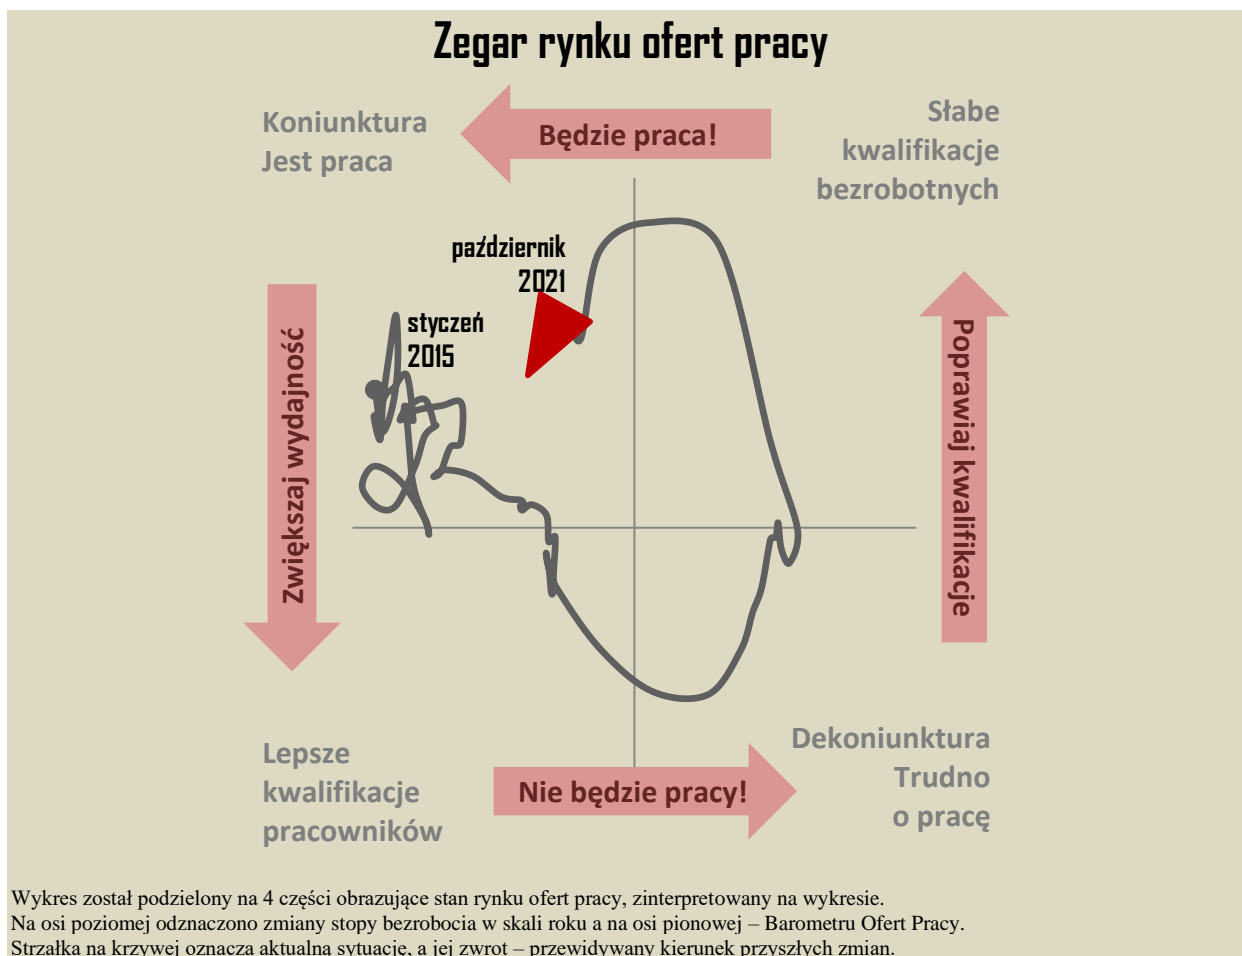 Zegar rynku ofert pracy
Koniunktura
Jest praca
Będzie praca!
Słabe
kwalifikacje
bezrobotnych
październik
2021
styczeń
2015
Zwiększaj wydajność
Poprawiaj kwalifikacje
Lepsze
kwalifikacje
pracowników
Nie będzie pracy!
Dekoniunktura
Trudno
o pracę
Wykres został podzielony na 4 części obrazujące stan rynku ofert pracy, zinterpretowany na wykresie.
Na osi poziomej odznaczono zmiany stopy bezrobocia w skali roku a na osi pionowej – Barometru Ofert Pracy.
Strzałka na krzywej oznacza aktualną sytuację, a jej zwrot – przewidywany kierunek przyszłych zmian.